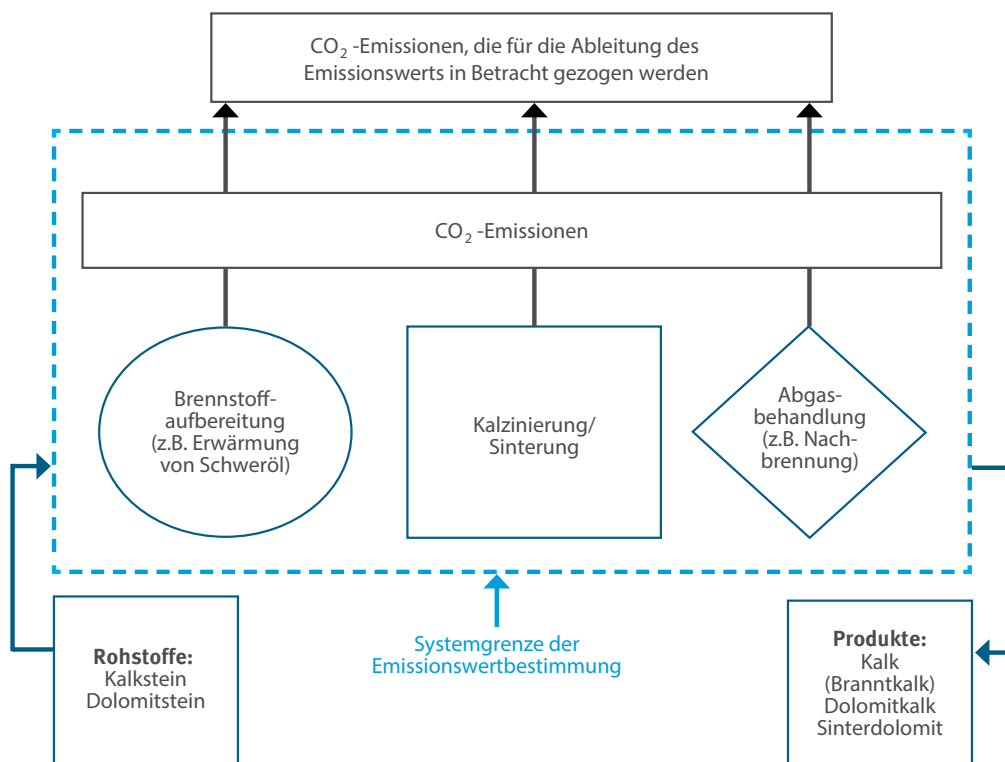 CO₂ -Emissionen, die für die Ableitung des
Emissionswerts in Betracht gezogen werden
CO₂ -Emissionen
Brennstoff-
aufbereitung
(z.B. Erwärmung
von Schweröl)
Kalzinierung/
Sinterung
Abgas-
behandlung
(z.B. Nach-
brennung)
Rohstoffe:
Kalkstein
Dolomitstein
Systemgrenze der
Emissionswertbestimmung
Produkte:
Kalk
(Branntkalk)
Dolomitkalk
Sinterdolomit